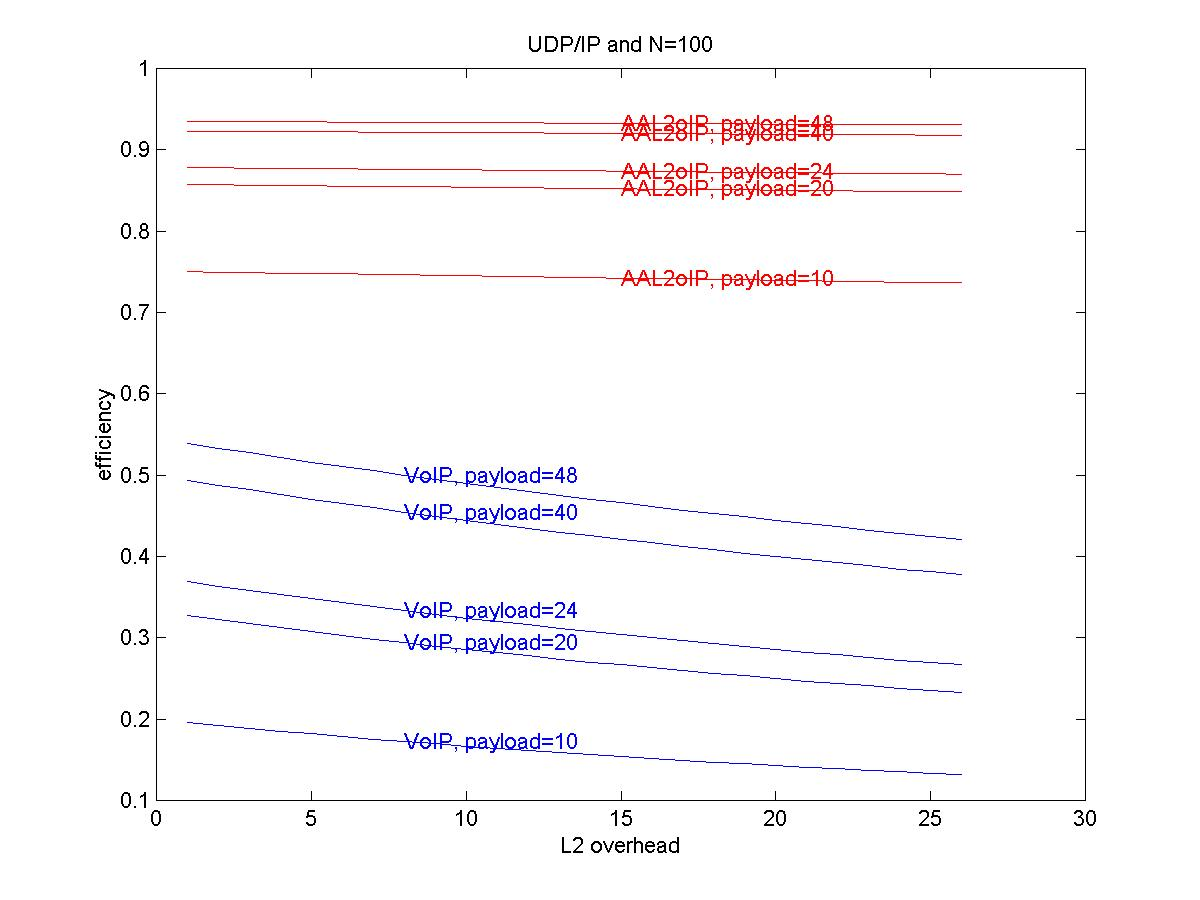 UDP/IP and N=100
1
0.9
0.8
0.7
0.6
0.5
0.4
0.3
0.2
0.1
efficiency
AAL2oIP, payload=48
AAL2oIP, payload=40
AAL2oIP, payload=24
AAL2oIP, payload=20
AAL2oIP, payload=10
VoIP, payload=48
VoIP, payload=40
VoIP, payload=24
VoIP, payload=20
VoIP, payload=10
0 5 10 15 20 25 30
L2 overhead